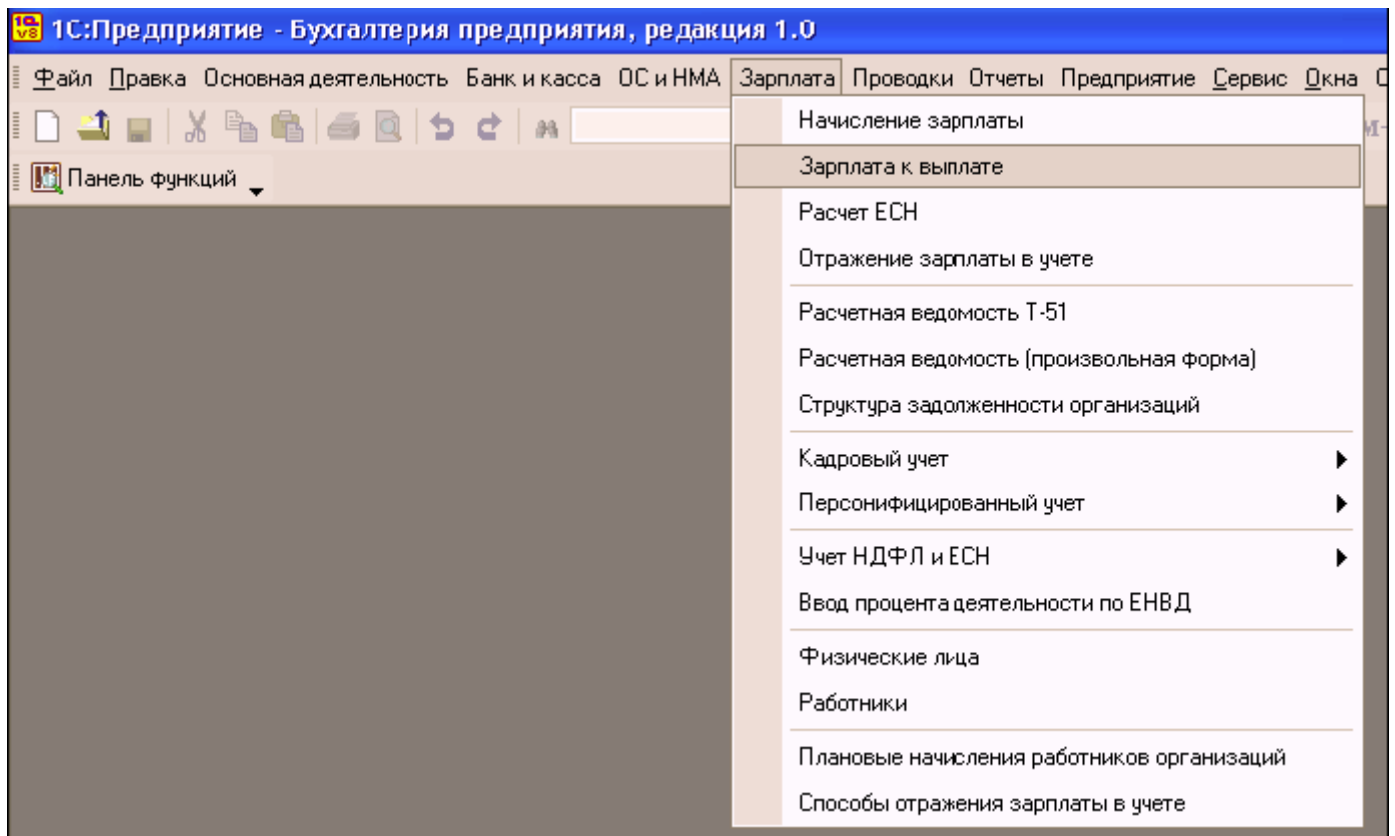 1С:Предприятие - Бухгалтерия предприятия, редакция 1.0
Файл Правка Основная деятельность Банк и касса ОС и НМА Зарплата Проводки Отчеты Предприятие Сервис Окна
Панель функций
Начисление зарплаты
Зарплата к выплате
Расчет ЕСН
Отражение зарплаты в учете
Расчетная ведомость Т-51
Расчетная ведомость (произвольная форма)
Структура задолженности организаций
Кадровый учет
Персонифицированный учет
Учет НДФЛ и ЕСН
Ввод процента деятельности по ЕНВД
Физические лица
Работники
Плановые начисления работников организаций
Способы отражения зарплаты в учете